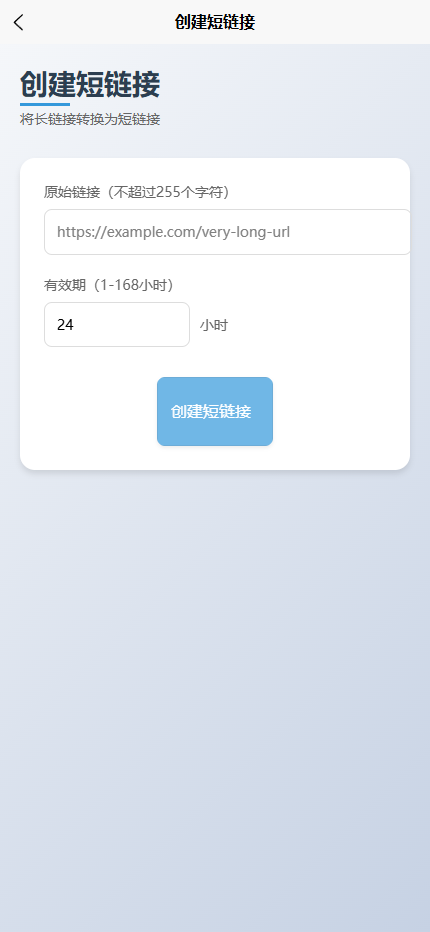 创建短链接
创建短链接
将长链接转换为短链接
原始链接（不超过255个字符）
https://example.com/very-long-url
有效期（1-168小时）
24 小时
创建短链接